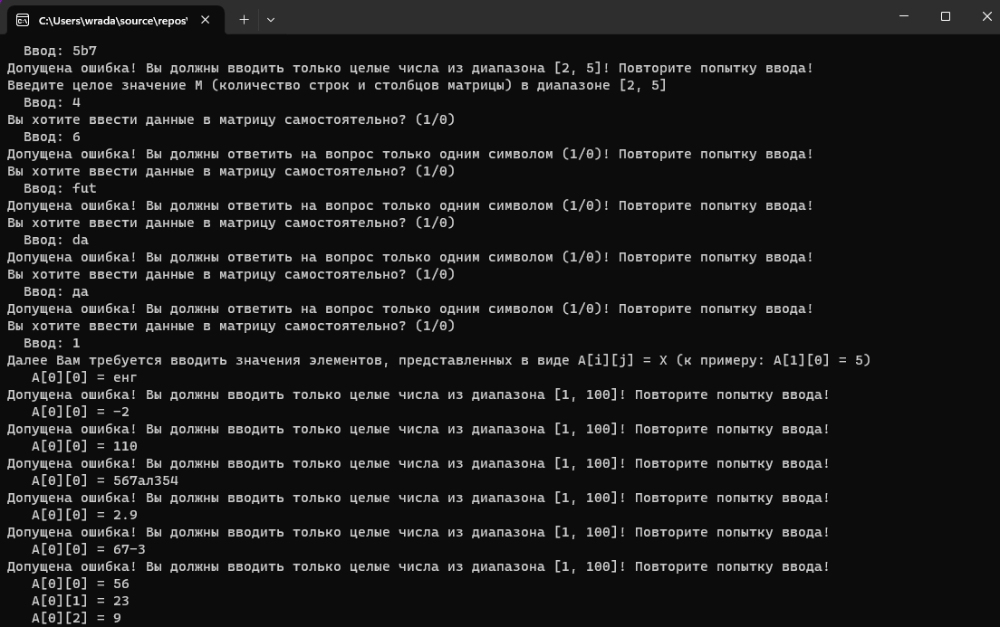 C:\Users\wrada\source\repos\
Ввод: 5b7
Допущена ошибка! Вы должны вводить только целые числа из диапазона [2, 5]! Повторите попытку ввода!
Введите целое значение M (количество строк и столбцов матрицы) в диапазоне [2, 5]
Ввод: 4
Вы хотите ввести данные в матрицу самостоятельно? (1/0)
Ввод: 6
Допущена ошибка! Вы должны ответить на вопрос только одним символом (1/0)! Повторите попытку ввода!
Вы хотите ввести данные в матрицу самостоятельно? (1/0)
Ввод: fut
Допущена ошибка! Вы должны ответить на вопрос только одним символом (1/0)! Повторите попытку ввода!
Вы хотите ввести данные в матрицу самостоятельно? (1/0)
Ввод: da
Допущена ошибка! Вы должны ответить на вопрос только одним символом (1/0)! Повторите попытку ввода!
Вы хотите ввести данные в матрицу самостоятельно? (1/0)
Ввод: да
Допущена ошибка! Вы должны ответить на вопрос только одним символом (1/0)! Повторите попытку ввода!
Вы хотите ввести данные в матрицу самостоятельно? (1/0)
Ввод: 1
Далее Вам требуется вводить значения элементов, представленных в виде A[i][j] = X (к примеру: A[1][0] = 5)
A[0][0] = енг
Допущена ошибка! Вы должны вводить только целые числа из диапазона [1, 100]! Повторите попытку ввода!
A[0][0] = -2
Допущена ошибка! Вы должны вводить только целые числа из диапазона [1, 100]! Повторите попытку ввода!
A[0][0] = 110
Допущена ошибка! Вы должны вводить только целые числа из диапазона [1, 100]! Повторите попытку ввода!
A[0][0] = 567ал354
Допущена ошибка! Вы должны вводить только целые числа из диапазона [1, 100]! Повторите попытку ввода!
A[0][0] = 2.9
Допущена ошибка! Вы должны вводить только целые числа из диапазона [1, 100]! Повторите попытку ввода!
A[0][0] = 67-3
Допущена ошибка! Вы должны вводить только целые числа из диапазона [1, 100]! Повторите попытку ввода!
A[0][0] = 56
A[0][1] = 23
A[0][2] = 9